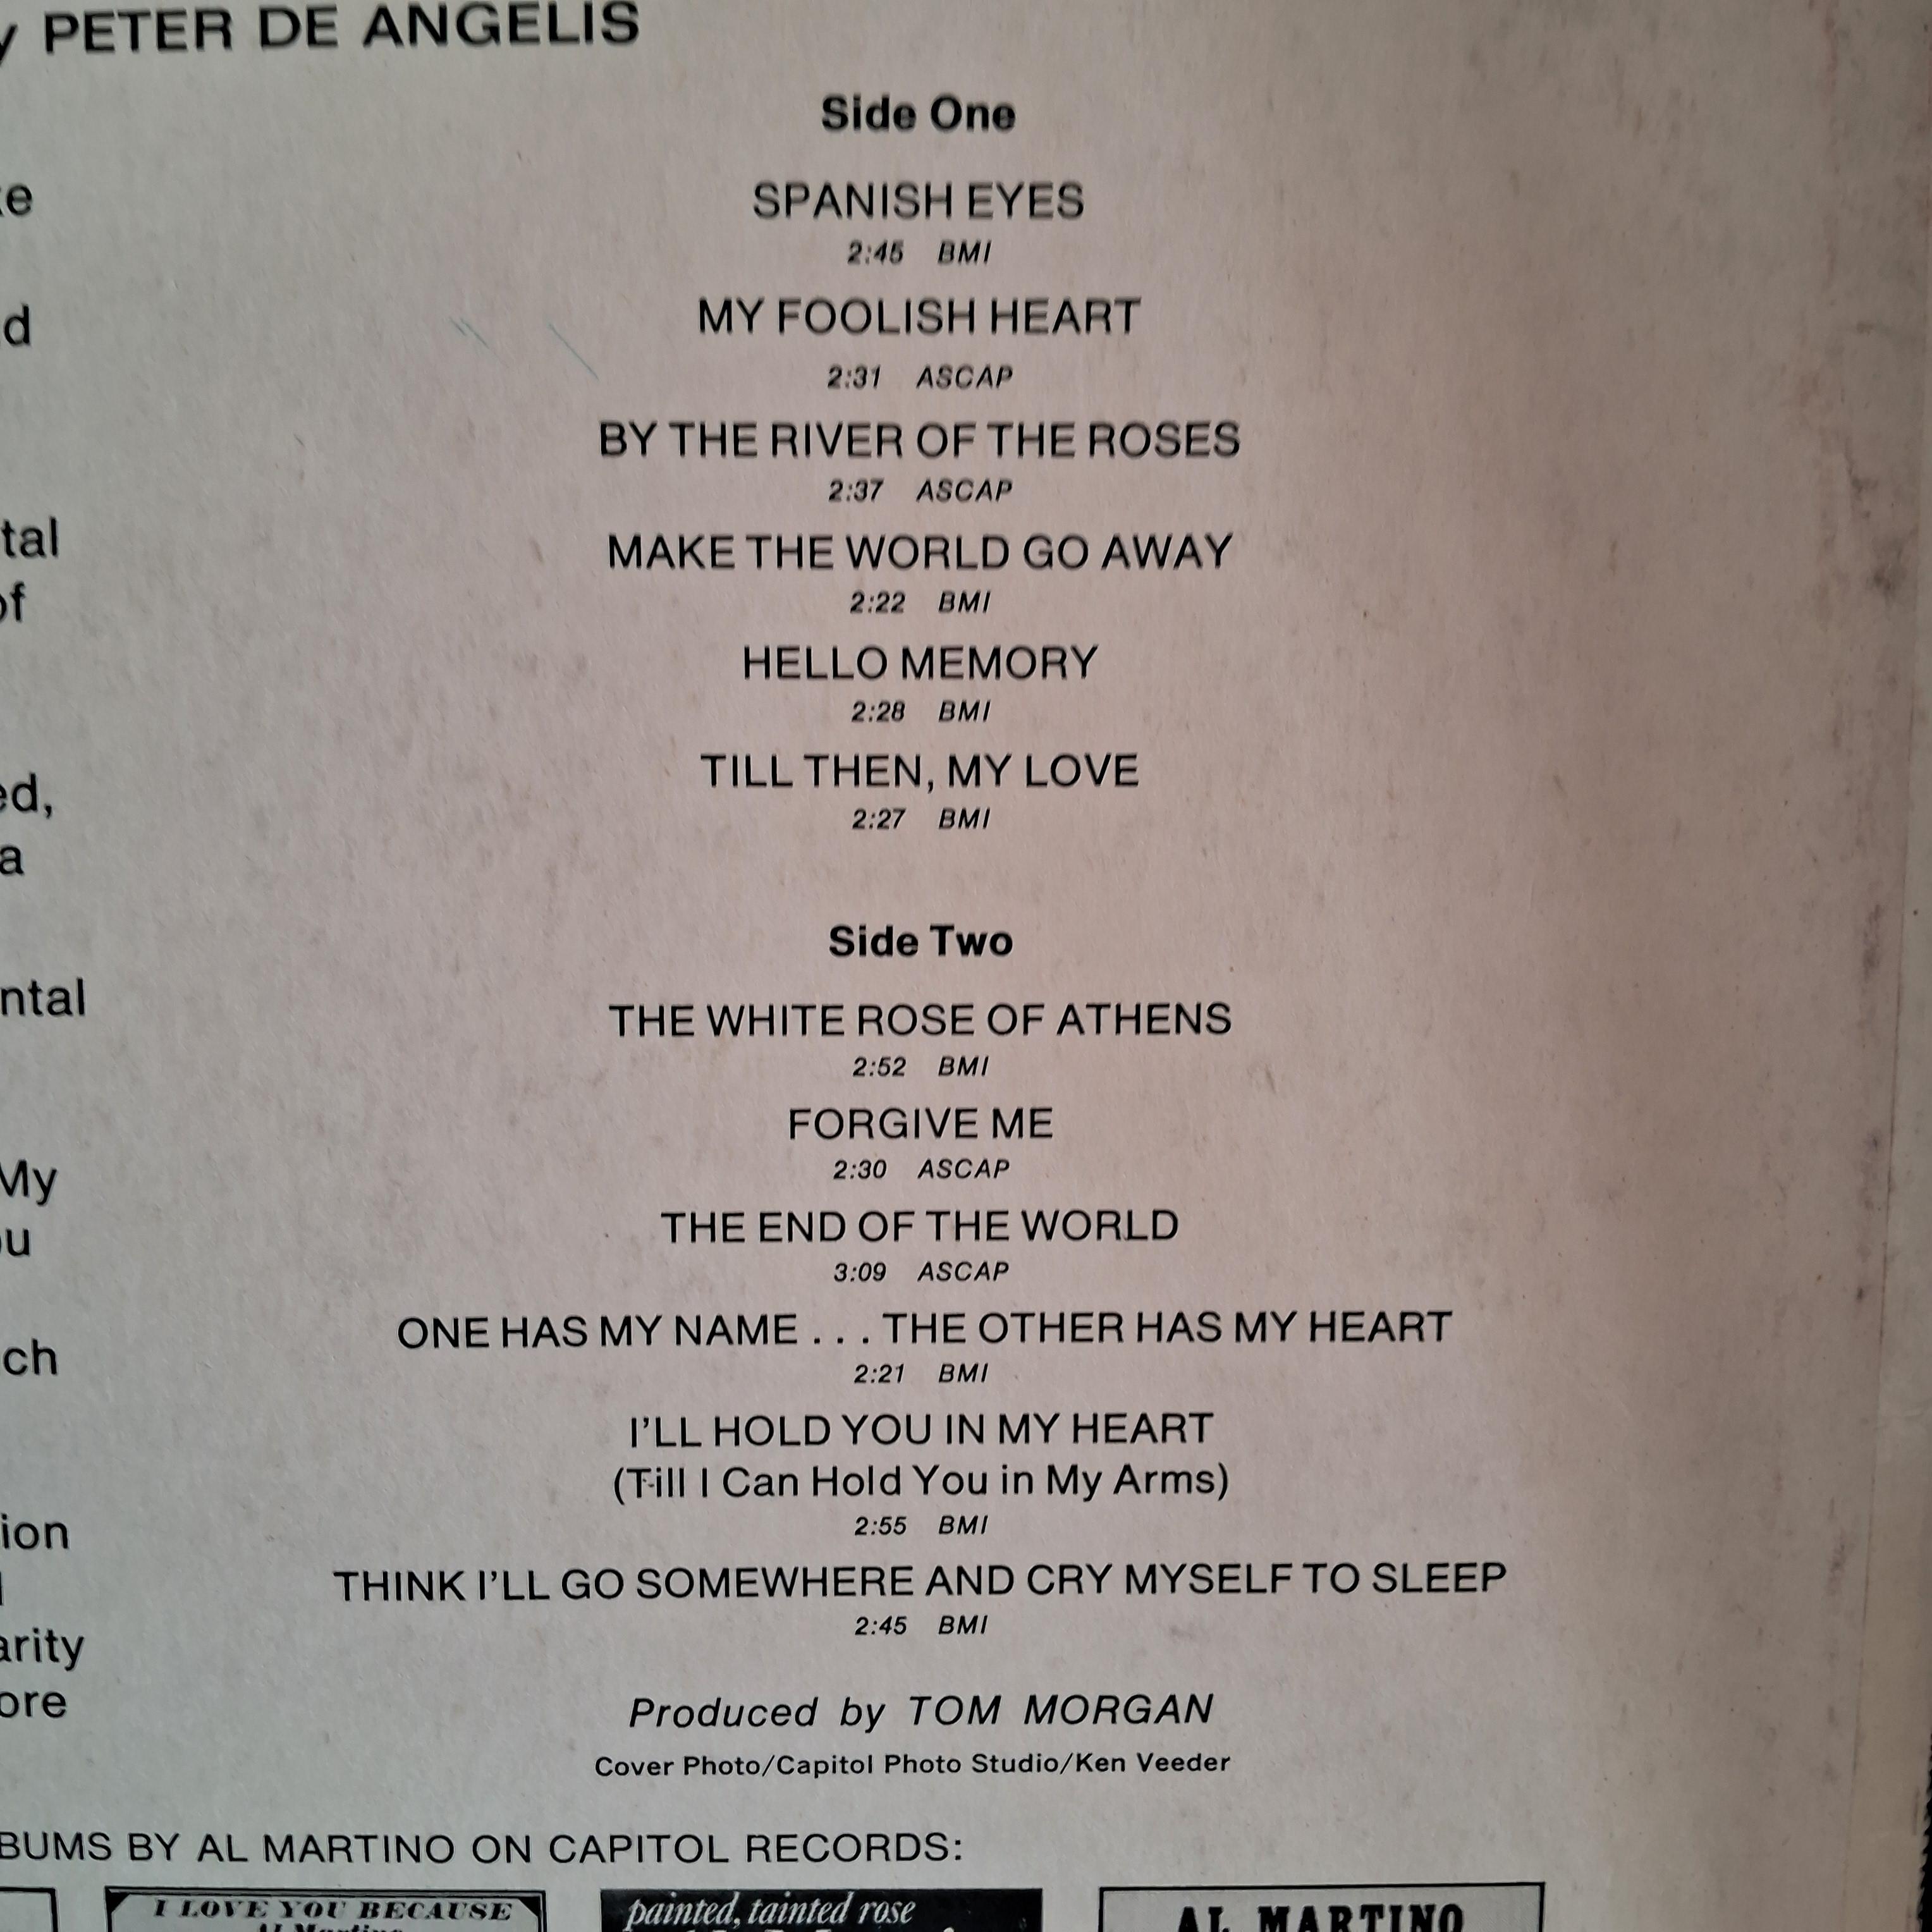 PETER DE ANGELIS
Side One
SPANISH EYES
2:45 BMI
MY FOOLISH HEART
2:31 ASCAP
BY THE RIVER OF THE ROSES
2:37 ASCAP
MAKE THE WORLD GO AWAY
2:22 BMI
HELLO MEMORY
2:28 BMI
TILL THEN, MY LOVE
2:27 BMI
Side Two
THE WHITE ROSE OF ATHENS
2:52 BMI
FORGIVE ME
2:30 ASCAP
THE END OF THE WORLD
3:09 ASCAP
ONE HAS MY NAME . . . THE OTHER HAS MY HEART
2:21 BMI
I'LL HOLD YOU IN MY HEART
(Till I Can Hold You in My Arms)
2:55 BMI
THINK I'LL GO SOMEWHERE AND CRY MYSELF TO SLEEP
2:45 BMI
Produced by TOM MORGAN
Cover Photo/Capitol Photo Studio/Ken Veeder
BUMS BY AL MARTINO ON CAPITOL RECORDS:
I LOVE YOU BECAUSE
Al Martino
painted, tainted rose
AL MARTINO
of
a
My